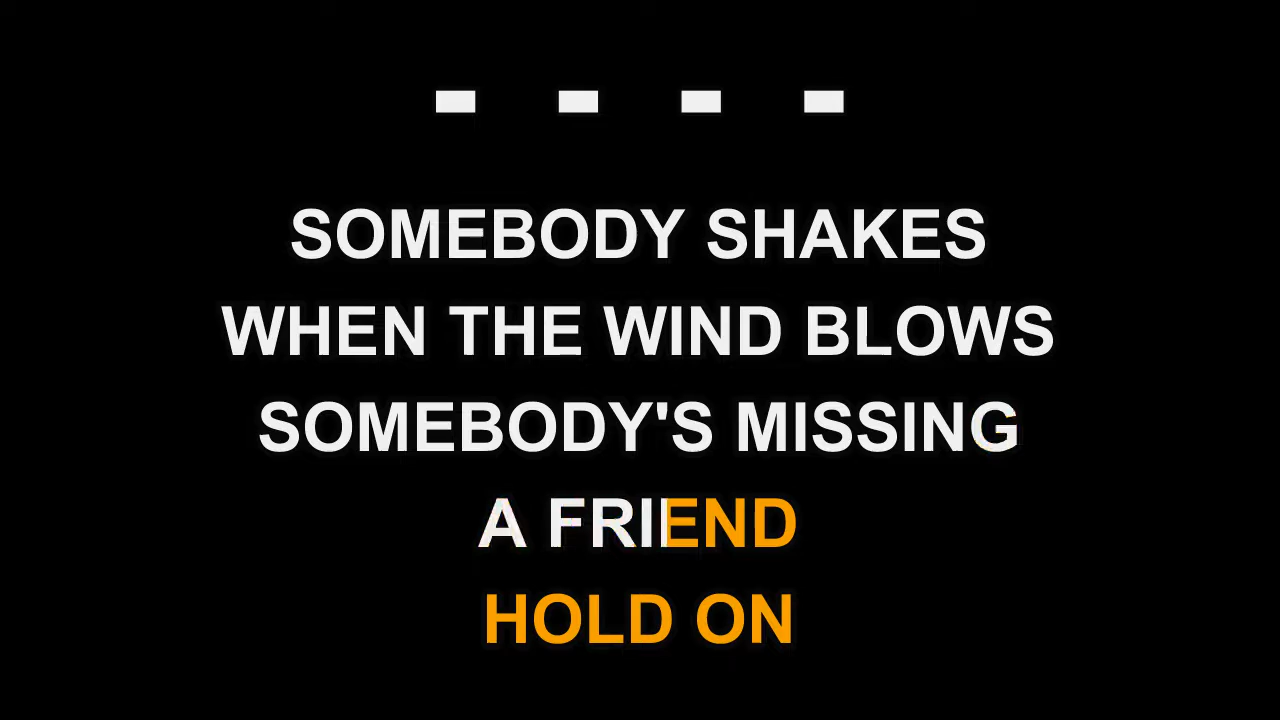 - - - -
SOMEBODY SHAKES
WHEN THE WIND BLOWS
SOMEBODY'S MISSING
A FRIEND
HOLD ON